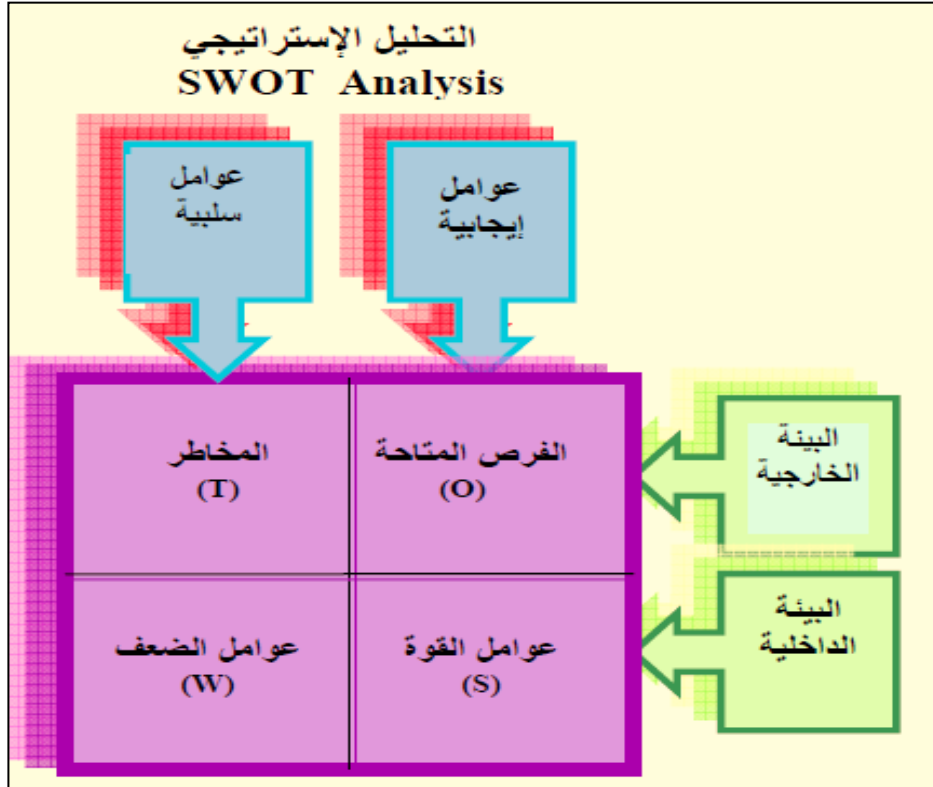 التحليل الإستراتيجي
SWOT Analysis
عوامل
إيجابية
عوامل
سلبية
البيئة
الخارجية
الفرص المتاحة
(O)
المخاطر
(T)
البيئة
الداخلية
عوامل القوة
(S)
عوامل الضعف
(W)